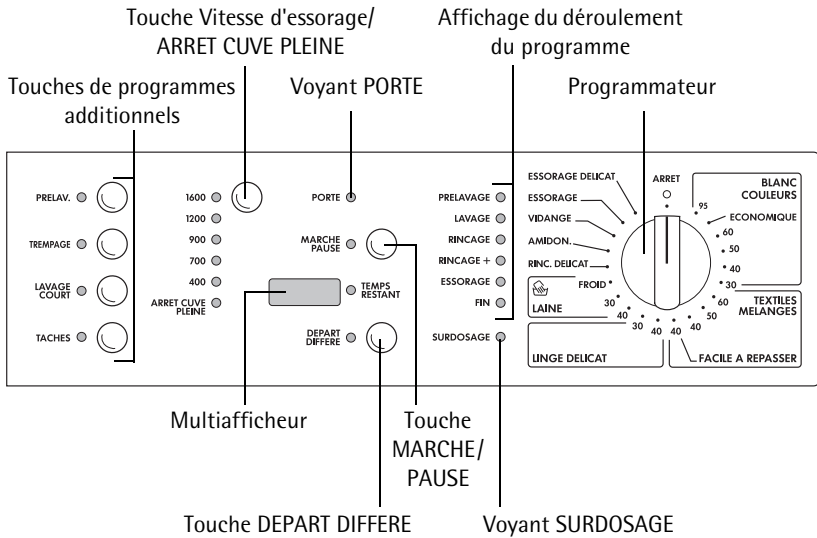 Touche Vitesse d'essorage/
ARRET CUVE PLEINE
Affichage du déroulement
du programme
Touches de programmes
additionnels
Voyant PORTE
Programmateur
PRELAV.
TREMPAGE
LAVAGE
COURT
TACHES
1600
1200
900
700
400
ARRET CUVE
PLEINE
PORTE
MARCHE
PAUSE
TEMPS
RESTANT
DEPART
DIFFERE
PRELAVAGE
LAVAGE
RINCAGE
RINCAGE +
ESSORAGE
FIN
SURDOSAGE
ESSORAGE DELICAT
ESSORAGE
VIDANGE
AMIDON.
RINC. DELICAT
FROID
30
40
LAINE
30
40
LINGE DELICAT
ARRET
BLANC
COULEURS
95
ECONOMIQUE
60
50
40
30
TEXTILES
MELANGES
60
50
40
40
FACILE A REPASSER
Multiafficheur
Touche
MARCHE/
PAUSE
Touche DEPART DIFFERE
Voyant SURDOSAGE